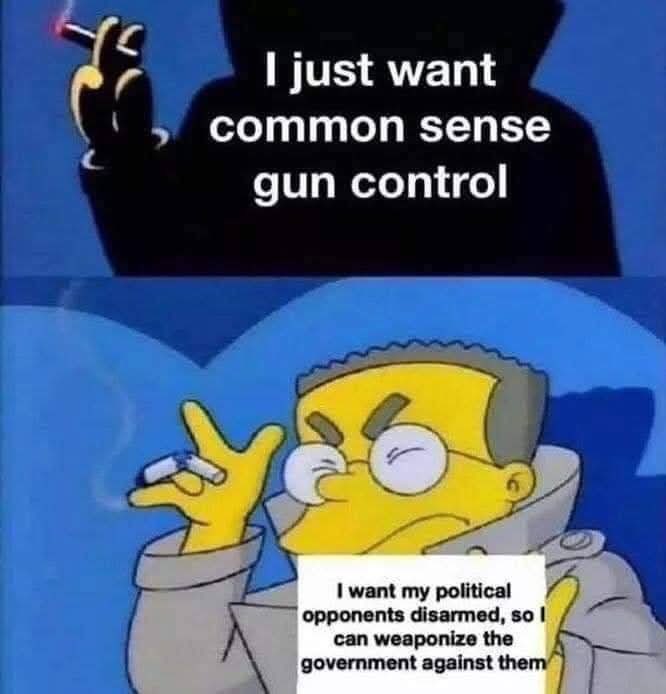 I just want
common sense
gun control
I want my political
opponents disarmed, so I
can weaponize the
government against them